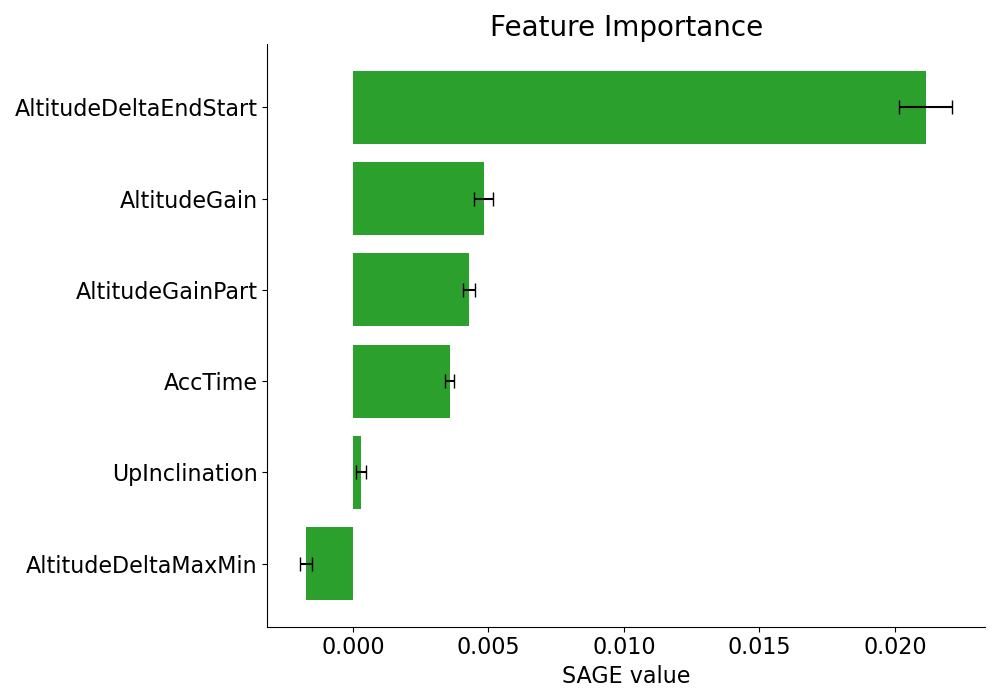 Feature Importance
AltitudeDeltaEndStart
AltitudeGain
AltitudeGainPart
AccTime
UpInclination
AltitudeDeltaMaxMin
0.000 0.005 0.010 0.015 0.020
SAGE value